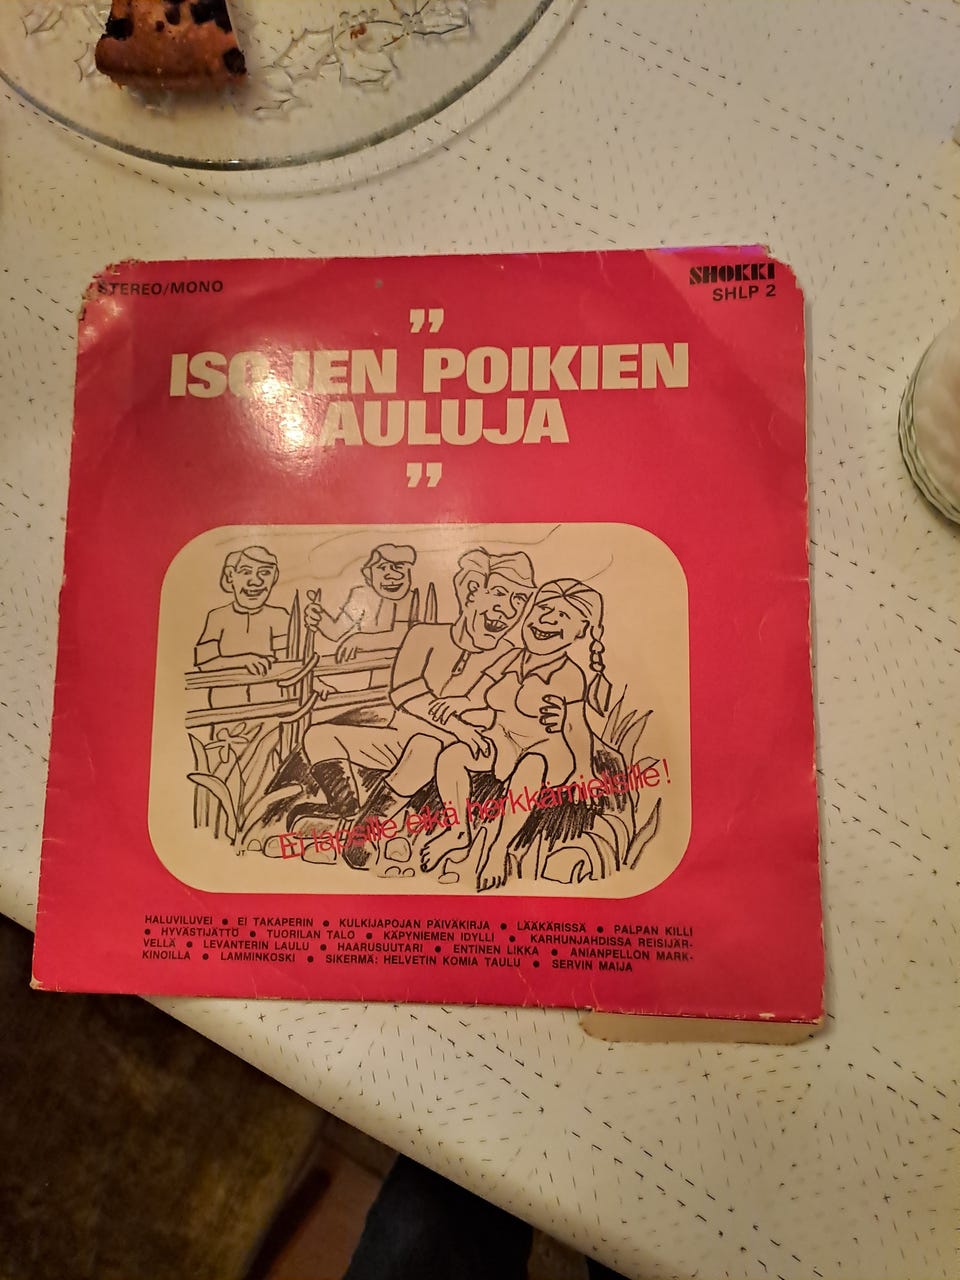 STEREO/MONO
SHOKKI
SHLP 2
”
ISOJEN POIKIEN
LAULUJA
”
Ei lapsille eikä herkkämielisille!
HALUVILUVEI ● EI TAKAPERIN ● KULKIJAPOJAN PÄIVÄKIRJA ● LÄÄKÄRISSÄ ● PALPAN KILLI
● HYVÄSTIJÄTTÖ ● TUORILAN TALO ● KÄPYNIEMEN IDYLLI ● KARHUNJAHDISSA REISIJÄR-
VELLÄ ● LEVANTERIN LAULU ● HAARUSUUTARI ● ENTINEN LIKKA ● ANIANPELLON MARK-
KINOILLA ● LAMMINKOSKI ● SIKERMÄ: HELVETIN KOMIA TAULU ● SERVIN MAIJA
JT